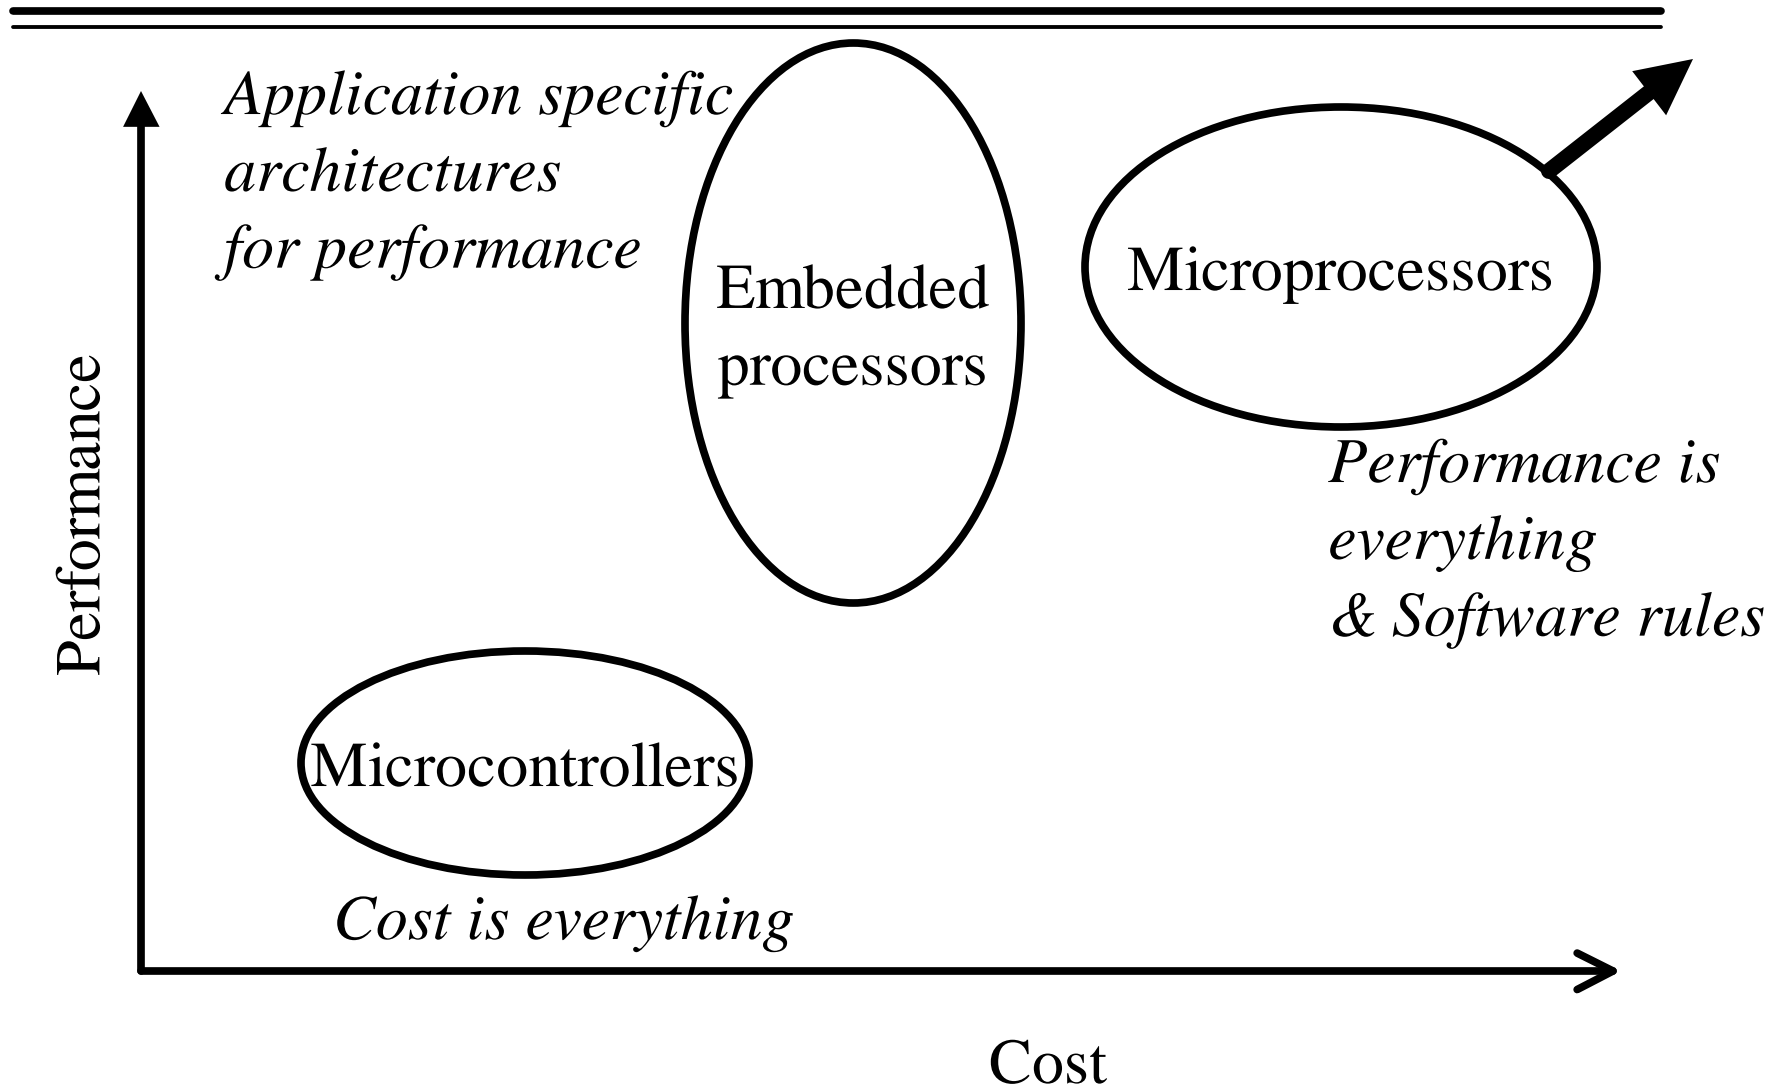 Application specific
architectures
for performance
Embedded
processors
Microprocessors
Performance is
everything
& Software rules
Performance
Microcontrollers
Cost is everything
Cost